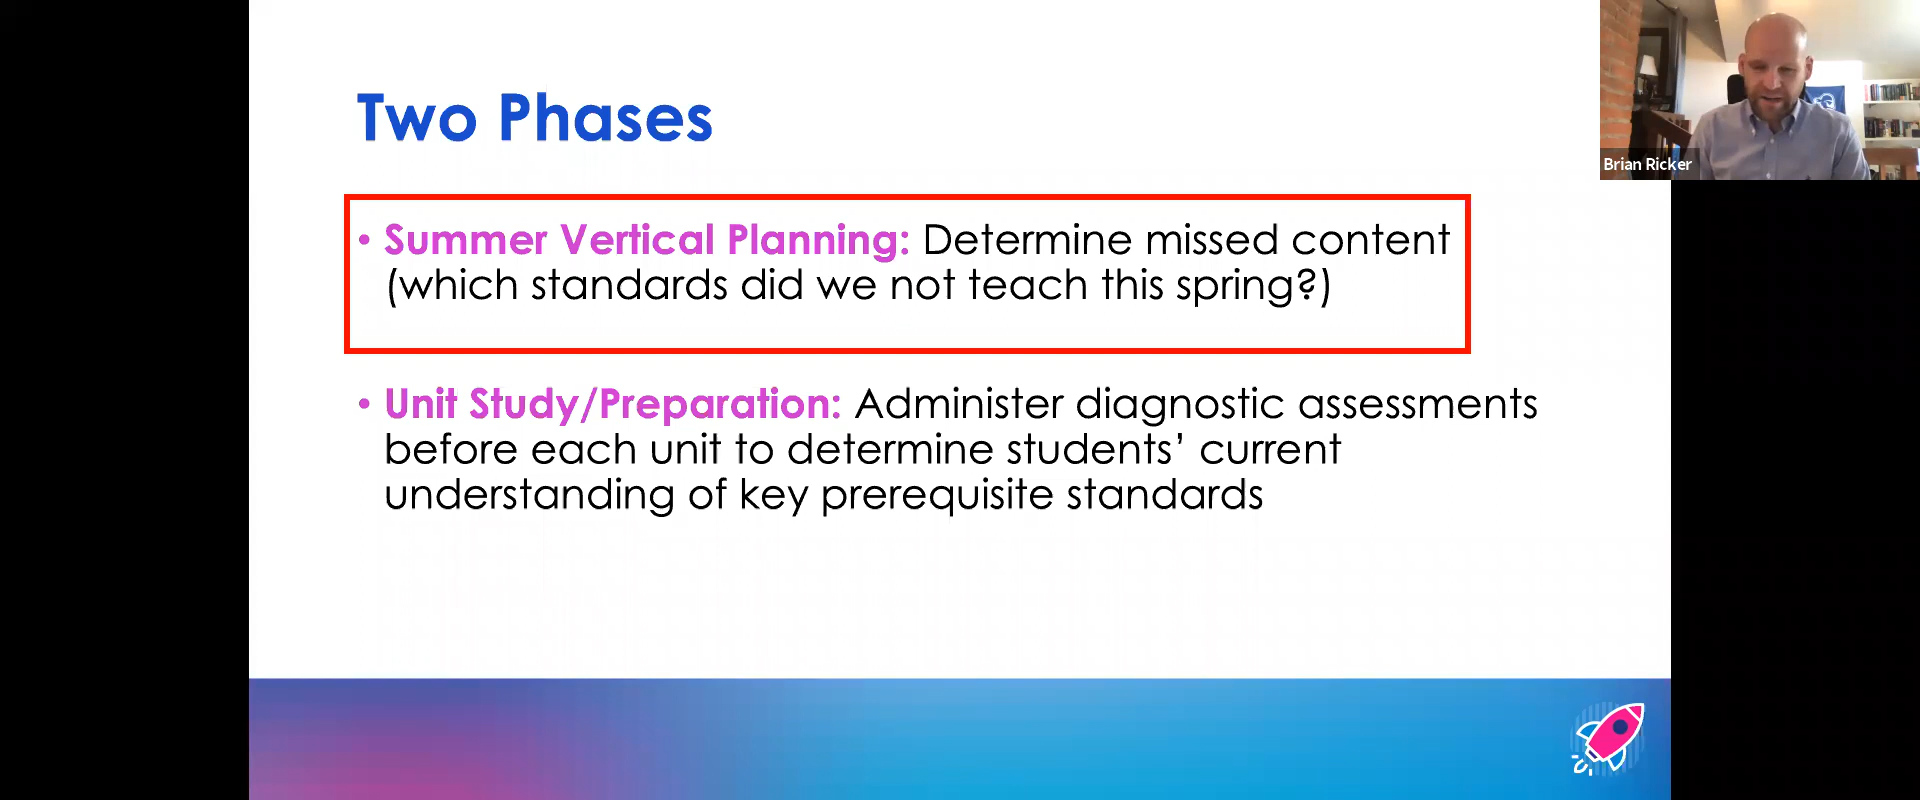 Two Phases
• Summer Vertical Planning: Determine missed content
(which standards did we not teach this spring?)
• Unit Study/Preparation: Administer diagnostic assessments
before each unit to determine students’ current
understanding of key prerequisite standards
Brian Ricker